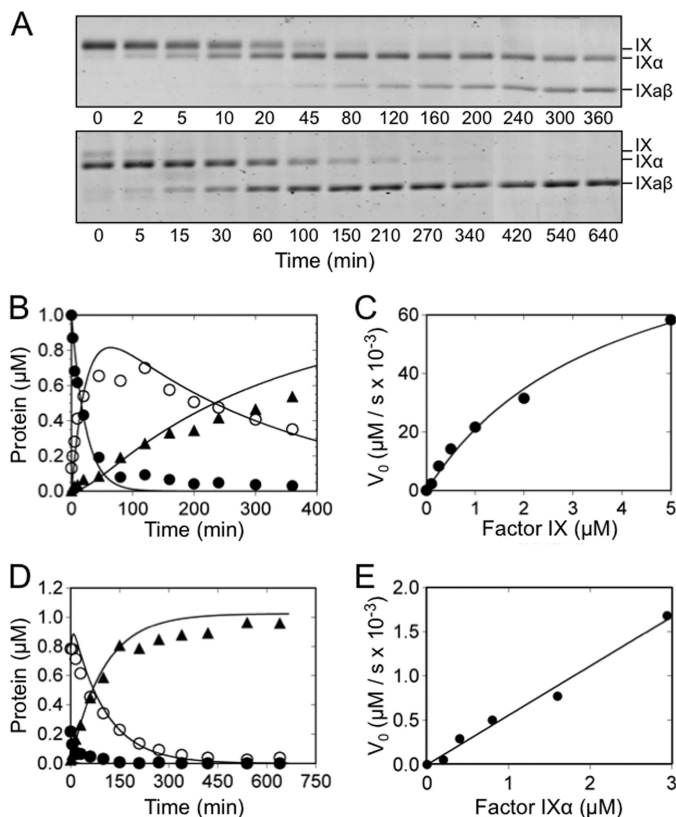 A
IX
IXα
IXaβ
0 2 5 10 20 45 80 120 160 200 240 300 360
IX
IXα
IXaβ
0 5 15 30 60 100 150 210 270 340 420 540 640
Time (min)
B
Protein (µM)
1.0
0.8
0.6
0.4
0.2
0.0
0 100 200 300 400
Time (min)
C
V₀ (µM / s x 10⁻³)
60
40
20
0
0 1 2 3 4 5
Factor IX (µM)
D
Protein (µM)
1.2
1.0
0.8
0.6
0.4
0.2
0.0
0 150 300 450 600 750
Time (min)
E
V₀ (µM / s x 10⁻³)
2.0
1.5
1.0
0.5
0.0
0 1 2 3
Factor IXα (µM)